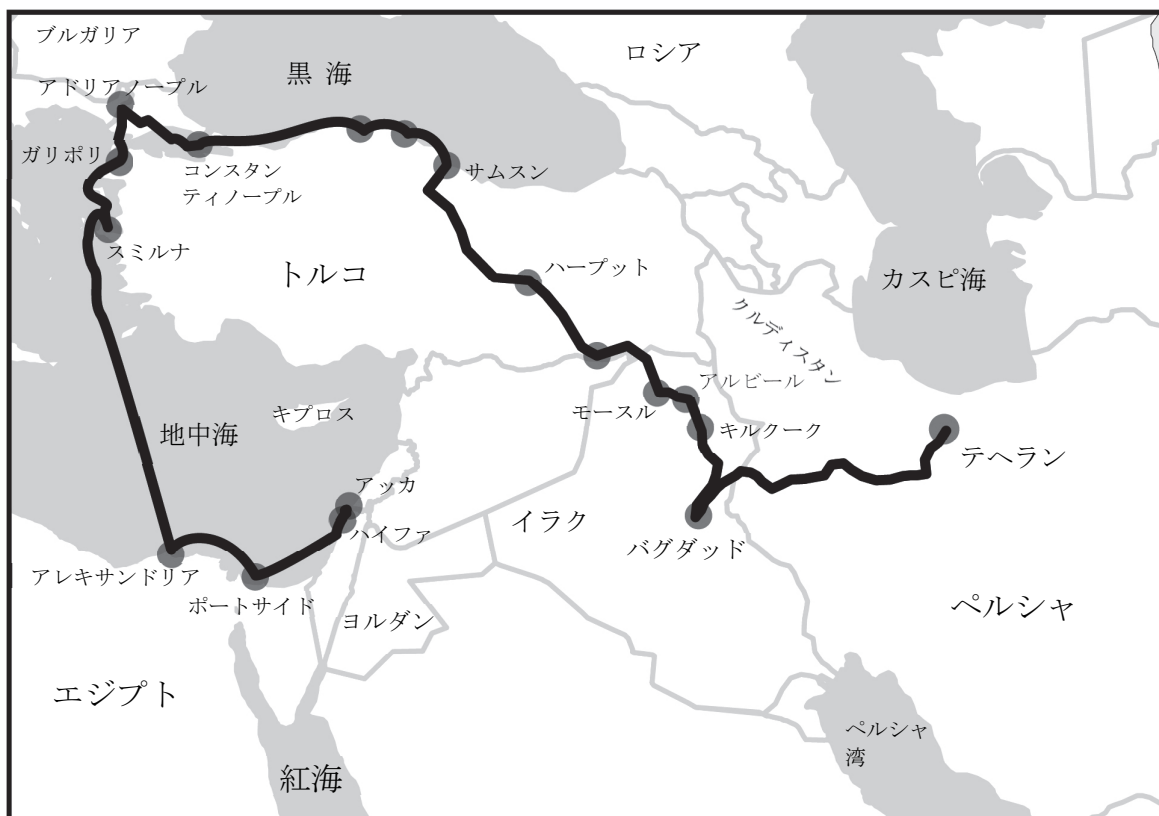 ブルガリア
ロシア
黒 海
アドリアノープル
ガリポリ
コンスタン
ティノープル
サムスン
スミルナ
トルコ
ハープット
カスピ海
クルディスタン
アルビール
モースル
キルクーク
キプロス
地中海
テヘラン
アッカ
ハイファ
イラク
バグダッド
アレキサンドリア
ポートサイド
ヨルダン
ペルシャ
エジプト
ペルシャ
湾
紅海